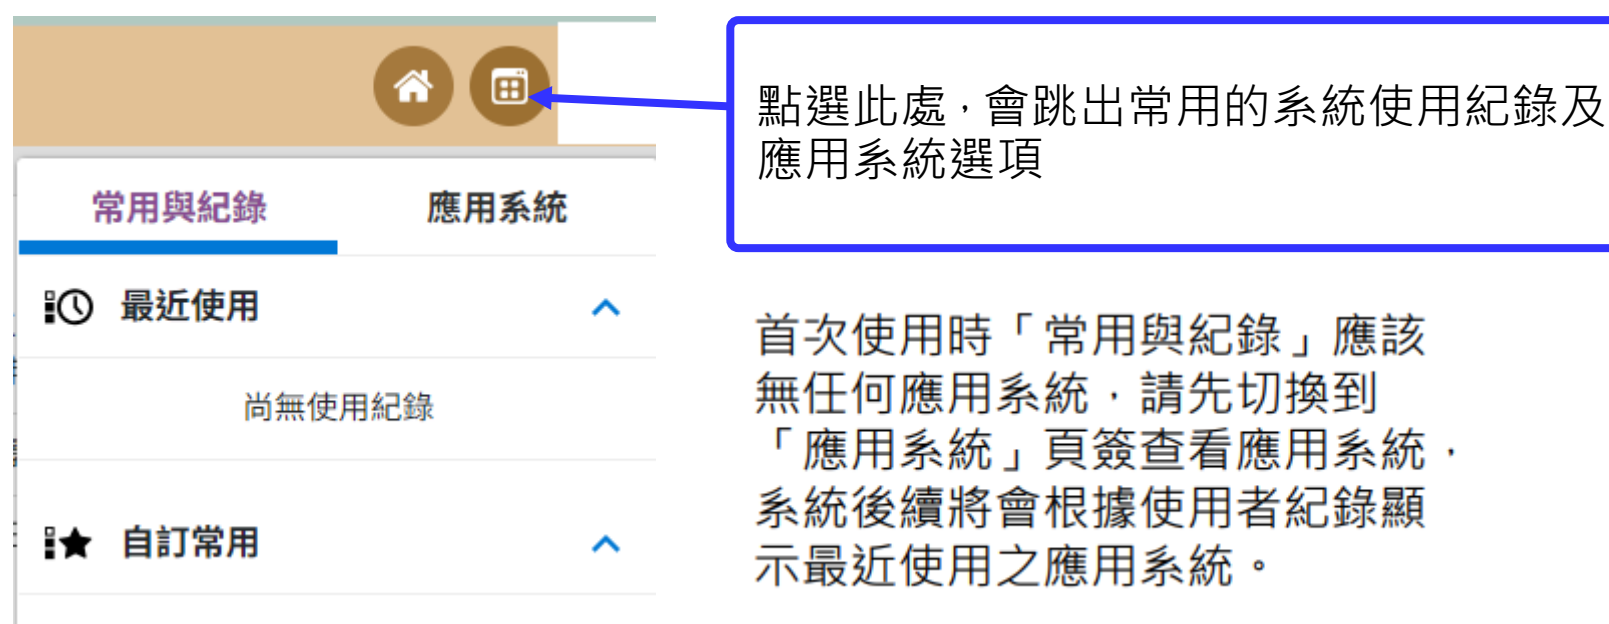 點選此處，會跳出常用的系統使用紀錄及
應用系統選項
常用與紀錄
應用系統
最近使用
尚無使用紀錄
自訂常用
首次使用時「常用與紀錄」應該
無任何應用系統，請先切換到
「應用系統」頁簽查看應用系統，
系統後續將會根據使用者紀錄顯
示最近使用之應用系統。